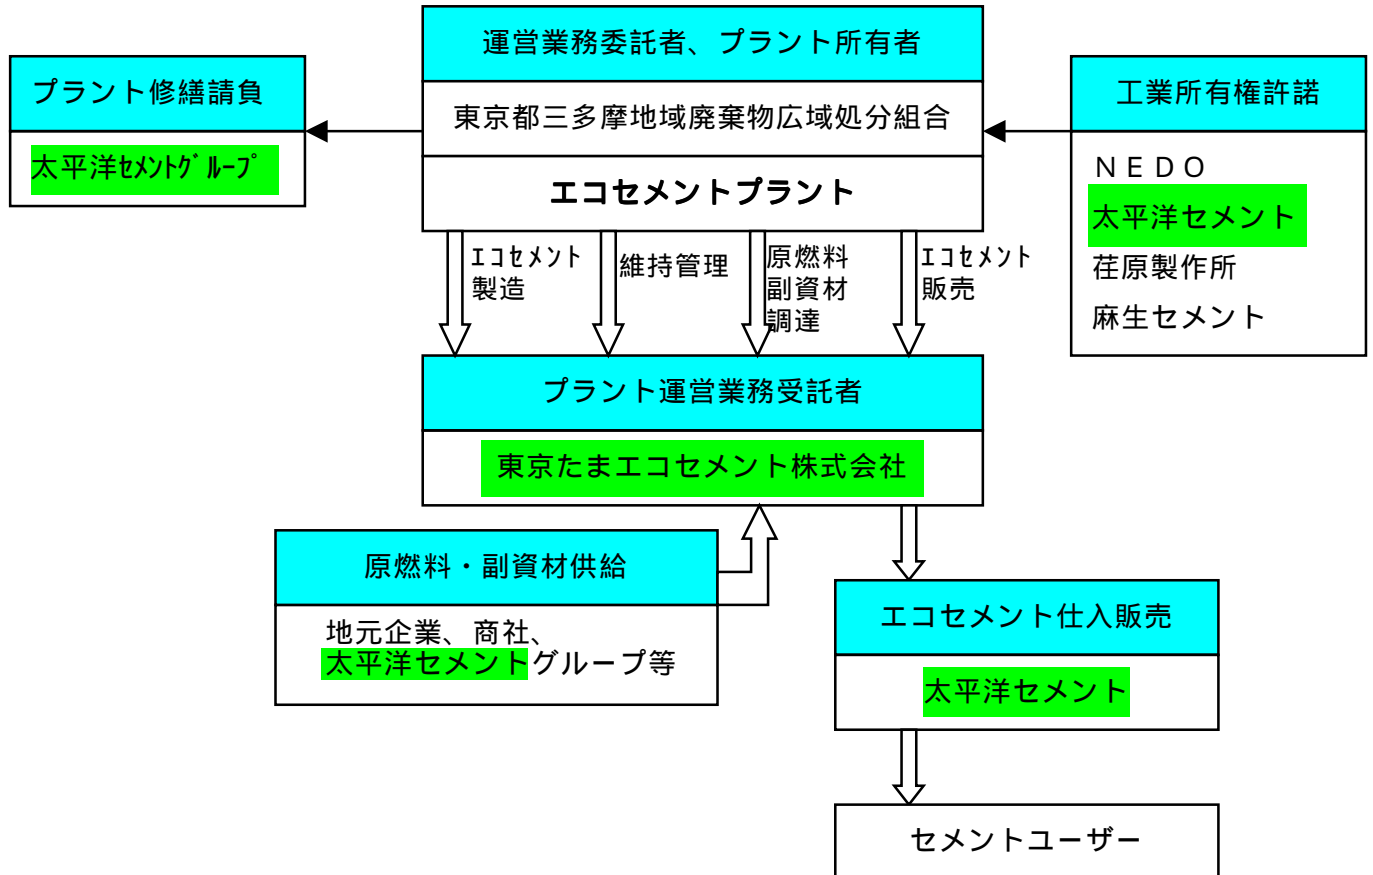 運営業務委託者、プラント所有者
東京都三多摩地域廃棄物広域処分組合
エコセメントプラント
プラント修繕請負
太平洋ｾﾒﾝﾄｸﾞﾙｰﾌﾟ
工業所有権許諾
ＮＥＤＯ
太平洋セメント
荏原製作所
麻生セメント
ｴｺｾﾒﾝﾄ
製造
維持管理
原燃料
副資材
調達
ｴｺｾﾒﾝﾄ
販売
プラント運営業務受託者
東京たまエコセメント株式会社
原燃料・副資材供給
地元企業、商社、
太平洋セメントグループ等
エコセメント仕入販売
太平洋セメント
セメントユーザー